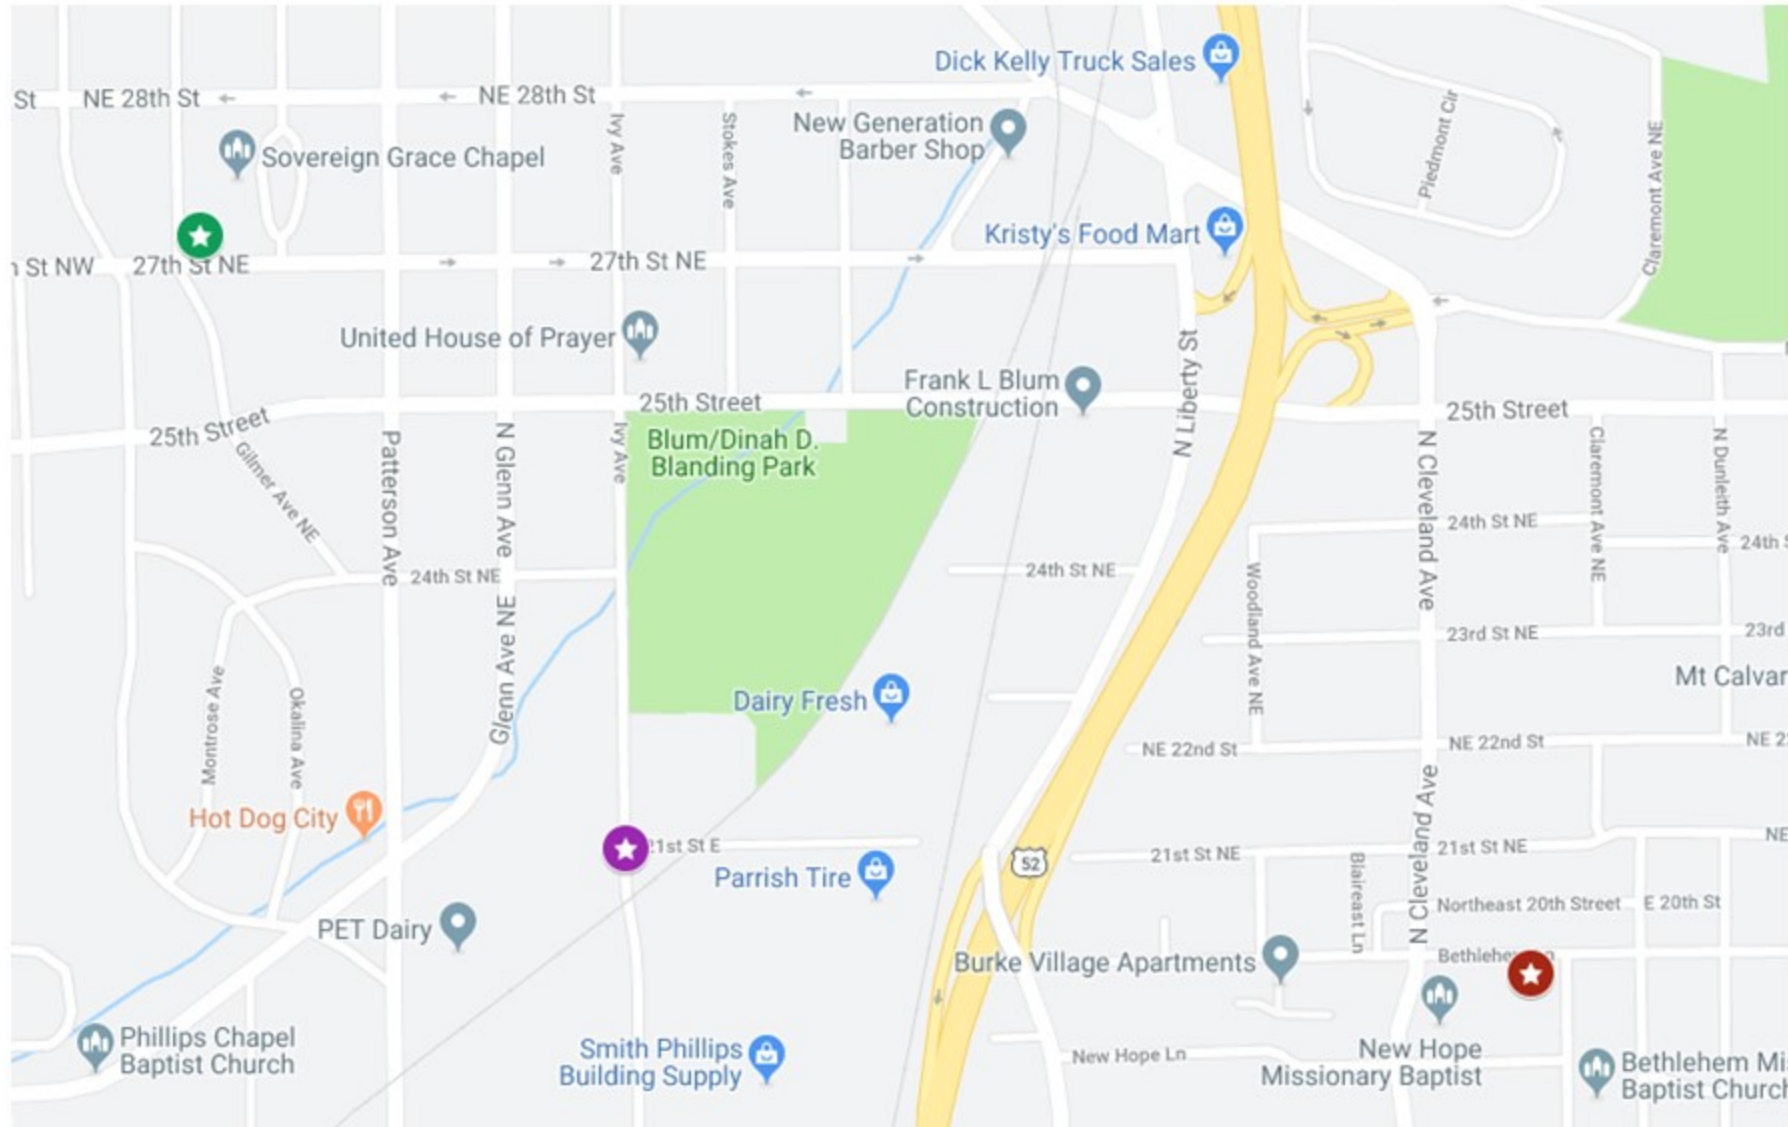 Dick Kelly Truck Sales
St
NE 28th St
NE 28th St
Piedmont Cir
Ivy Ave
Stokes Ave
New Generation
Barber Shop
Claremont Ave NE
Sovereign Grace Chapel
Kristy's Food Mart
St NW
27th St NE
27th St NE
United House of Prayer
N Liberty St
Frank L Blum
Construction
25th Street
25th Street
25th Street
Blum/Dinah D.
Blanding Park
Gilmer Ave NE
Patterson Ave
N Glenn Ave
Ivy Ave
N Cleveland Ave
Claremont Ave NE
N Dunleith Ave
24th St NE
24th S
24th St NE
24th St NE
Woodland Ave NE
Glenn Ave NE
23rd St NE
23rd
Montrose Ave
Okalina Ave
Mt Calvar
Dairy Fresh
NE 22nd St
NE 22nd St
NE 2
Hot Dog City
N Cleveland Ave
21st St E
21st St NE
21st St NE
NE
52
Parrish Tire
Blaireast Ln
Northeast 20th Street
E 20th St
PET Dairy
Burke Village Apartments
Phillips Chapel
Baptist Church
Smith Phillips
Building Supply
New Hope Ln
New Hope
Missionary Baptist
Bethlehem Mi
Baptist Church